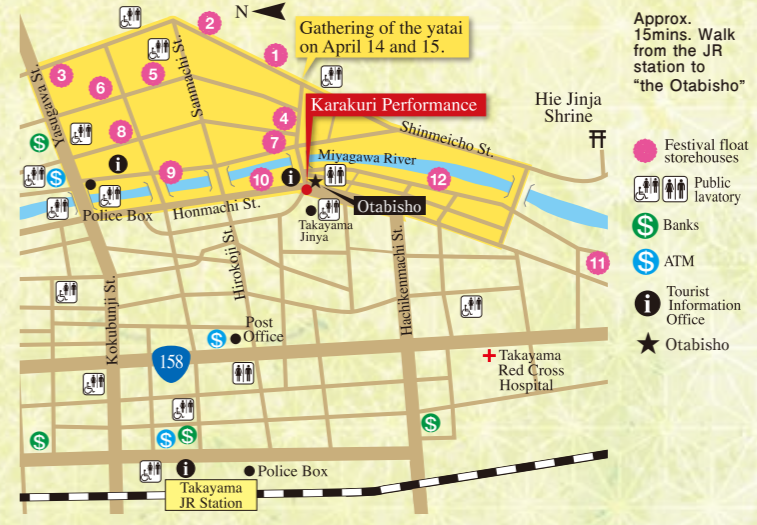 N
Gathering of the yatai
on April 14 and 15.
Approx.
15mins. Walk
from the JR
station to
“the Otabisho”
2
1
3
5
6
Sannachi St.
Yasugawa St.
Karakuri Performance
Hie Jinja
Shrine
4
8
7
Shinmeicho St.
Miyagawa River
9
10
12
i
i
$
$
Police Box
Honmachi St.
Otabisho
Takayama
Jinya
11
Hirokoji St.
Hachikenmachi St.
Kokubunji St.
Festival float
storehouses
Public
lavatory
$
Banks
$
ATM
i
Tourist
Information
Office
Otabisho
$
Post
Office
158
Takayama
Red Cross
Hospital
$
$
$
$
i
Police Box
Takayama
JR Station